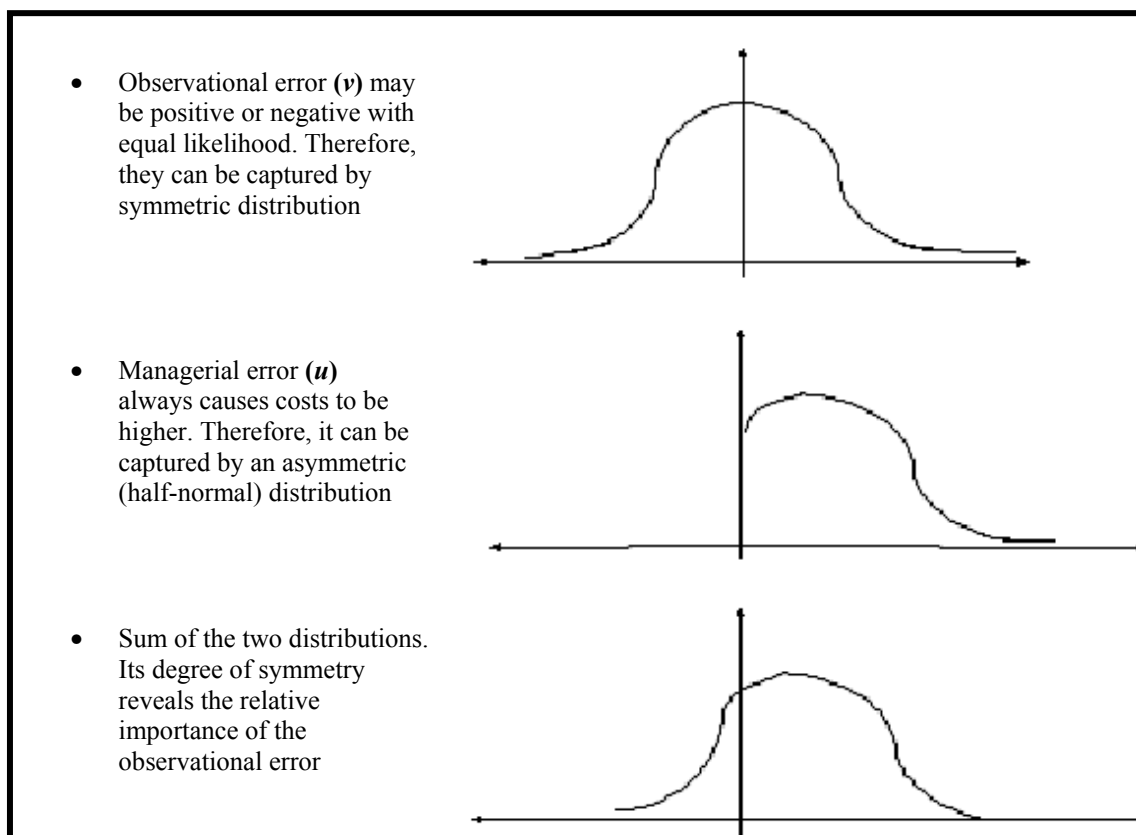 • Observational error (v) may
be positive or negative with
equal likelihood. Therefore,
they can be captured by
symmetric distribution
• Managerial error (u)
always causes costs to be
higher. Therefore, it can be
captured by an asymmetric
(half-normal) distribution
• Sum of the two distributions.
Its degree of symmetry
reveals the relative
importance of the
observational error